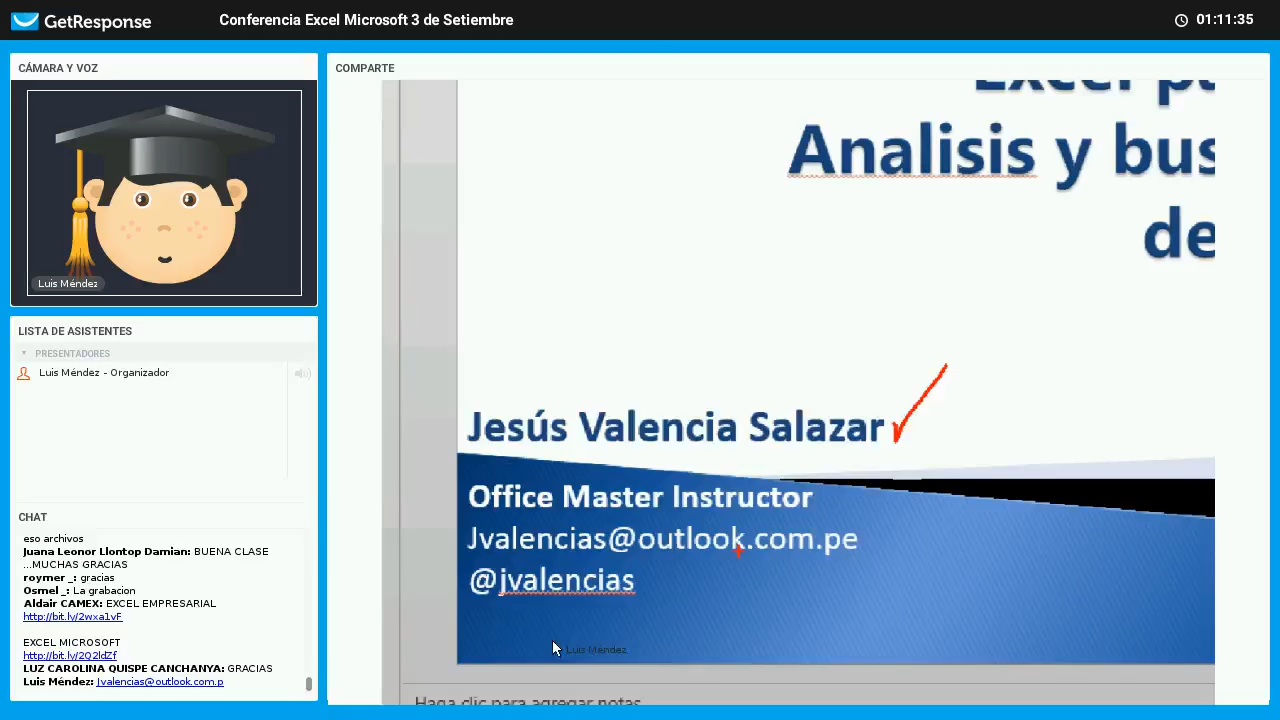 GetResponse
Conferencia Excel Microsoft 3 de Setiembre
01:11:35
CÁMARA Y VOZ
Luis Méndez
LISTA DE ASISTENTES
PRESENTADORES
Luis Méndez - Organizador
CHAT
eso archivos
Juana Leonor Llontop Damian: BUENA CLASE
...MUCHAS GRACIAS
roymer _: gracias
Osmel _: La grabacion
Aldair CAMEX: EXCEL EMPRESARIAL
http://bit.ly/2wxa1vF
EXCEL MICROSOFT
http://bit.ly/2Q2ldZf
LUZ CAROLINA QUISPE CANCHANYA: GRACIAS
Luis Méndez: Jvalencias@outlook.com.p
COMPARTE
Excel
Analisis y bus
de
Jesús Valencia Salazar
Office Master Instructor
Jvalencias@outlook.com.pe
@jvalencias
Luis Méndez
Haga clic para agregar notas